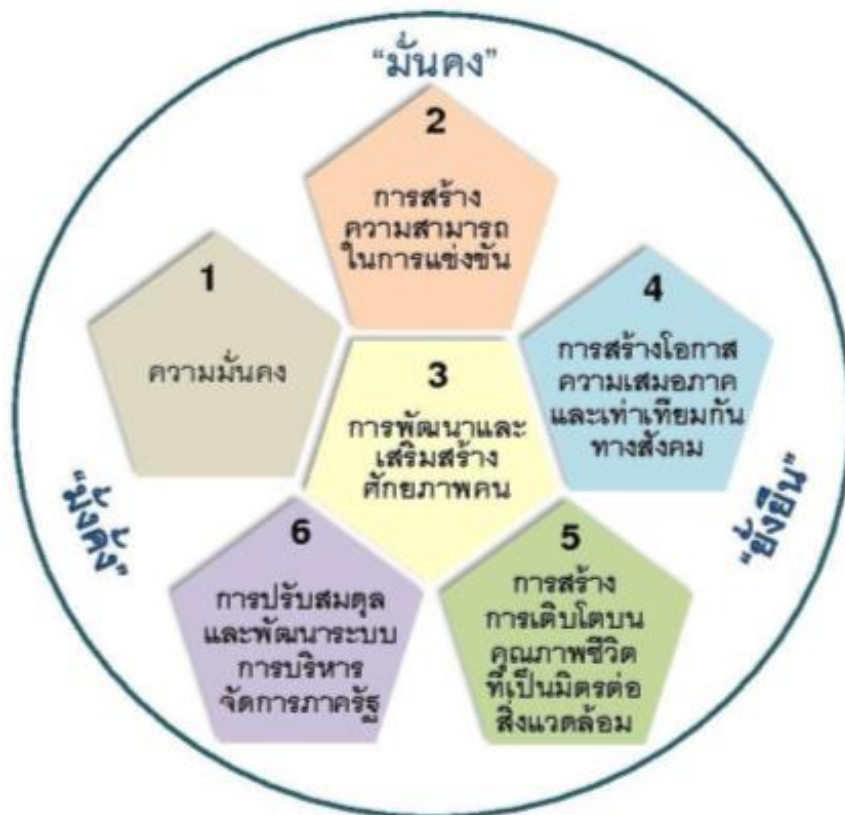 “มั่นคง”
2
การสร้าง
ความสามารถ
ในการแข่งขัน
1
ความมั่นคง
4
การสร้างโอกาส
ความเสมอภาค
และเท่าเทียมกัน
ทางสังคม
3
การพัฒนาและ
เสริมสร้าง
ศักยภาพคน
“มั่งคั่ง”
“ยั่งยืน”
6
การปรับสมดุล
และพัฒนาระบบ
การบริหาร
จัดการภาครัฐ
5
การสร้าง
การเติบโตบน
คุณภาพชีวิต
ที่เป็นมิตรต่อ
สิ่งแวดล้อม